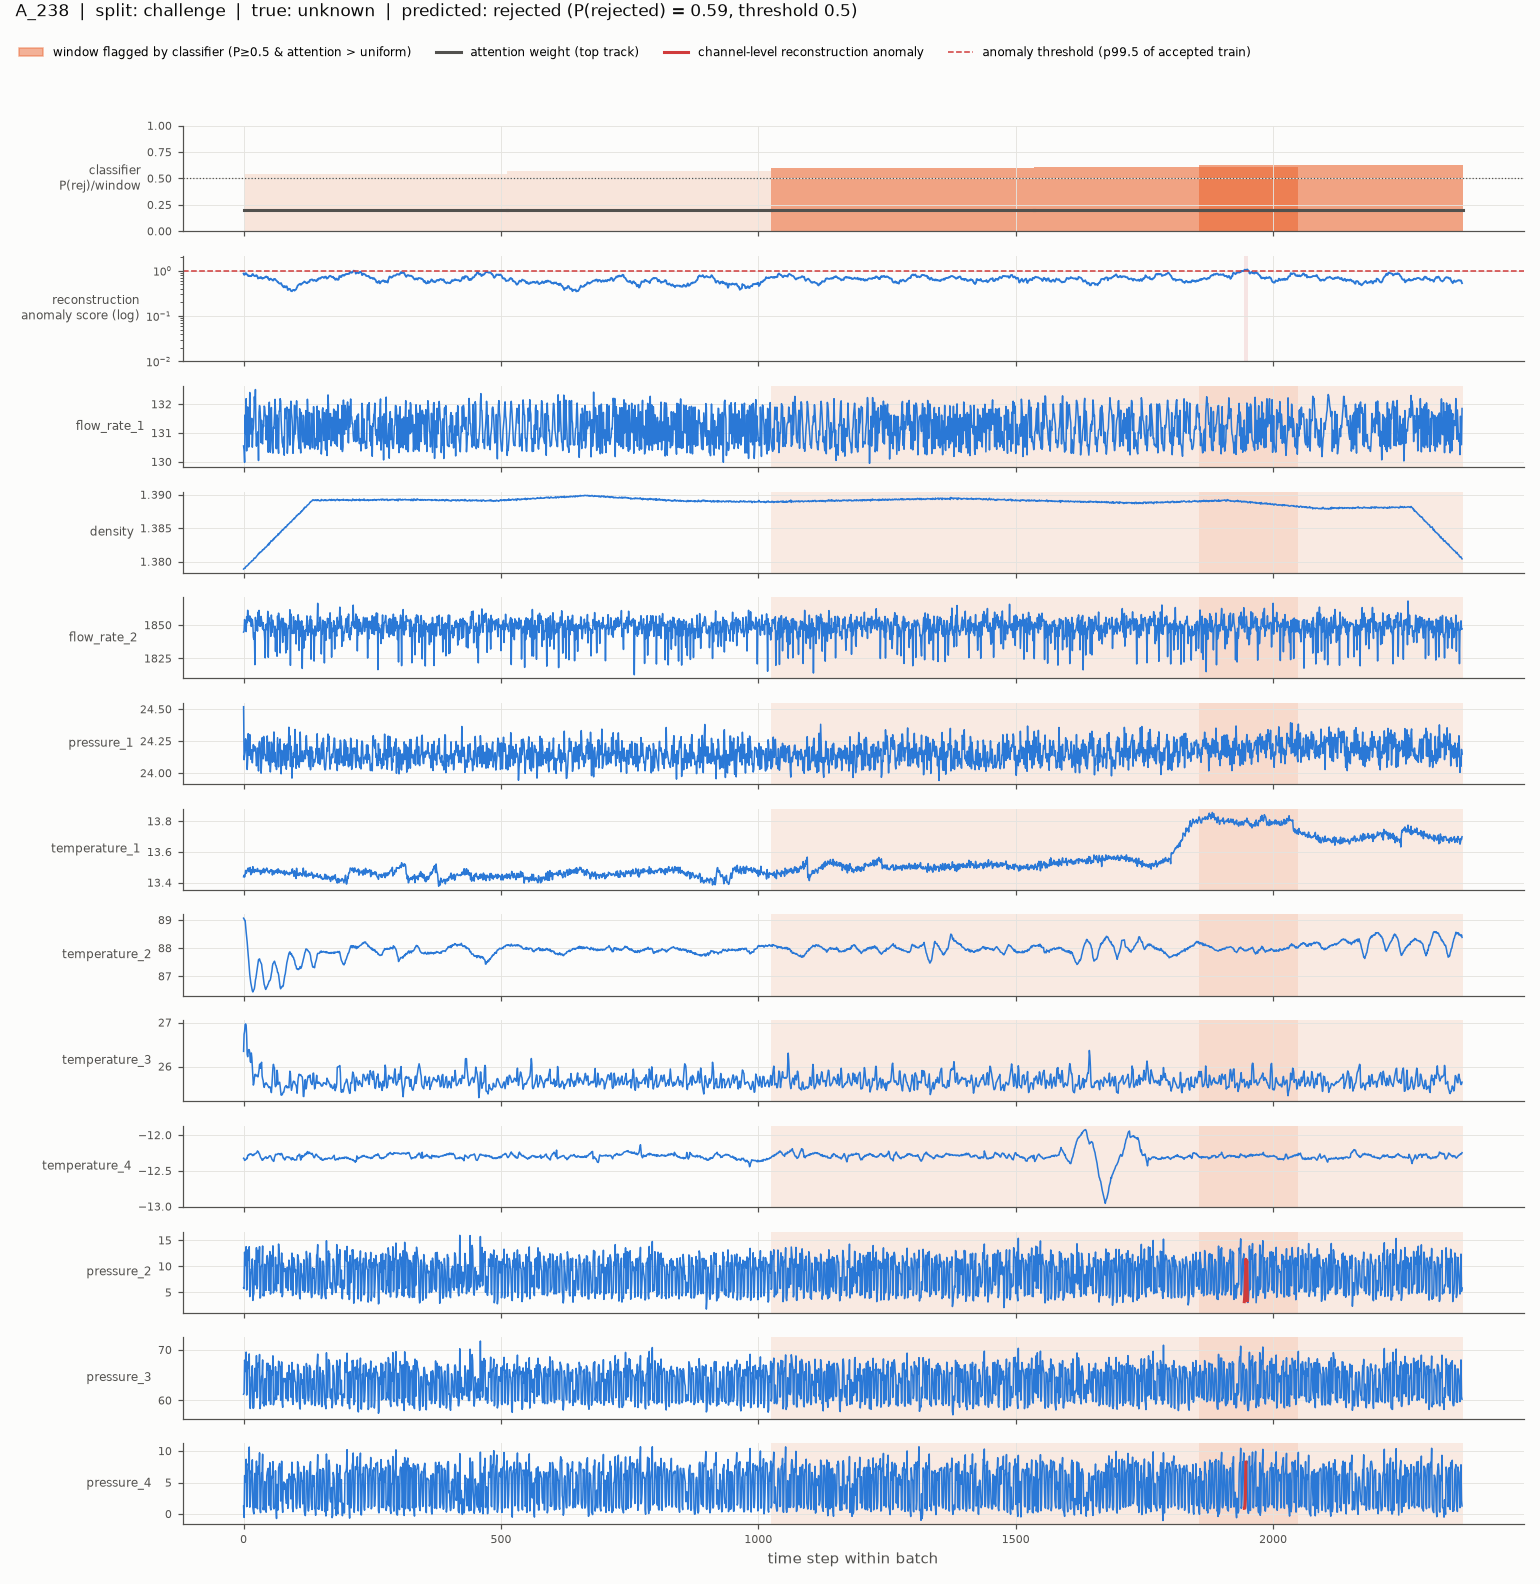 A_238 | split: challenge | true: unknown | predicted: rejected (P(rejected) = 0.59, threshold 0.5)
window flagged by classifier (P≥0.5 & attention > uniform)
attention weight (top track)
channel-level reconstruction anomaly
anomaly threshold (p99.5 of accepted train)
1.00
0.75
0.50
0.25
0.00
classifier
P(rej)/window
10⁰
10⁻¹
10⁻²
reconstruction
anomaly score (log)
132
131
130
flow_rate_1
1.390
1.385
1.380
density
1850
1825
flow_rate_2
24.50
24.25
24.00
pressure_1
13.8
13.6
13.4
temperature_1
89
88
87
temperature_2
27
26
temperature_3
−12.0
−12.5
−13.0
temperature_4
15
10
5
pressure_2
70
60
pressure_3
10
5
0
pressure_4
0
500
1000
1500
2000
time step within batch